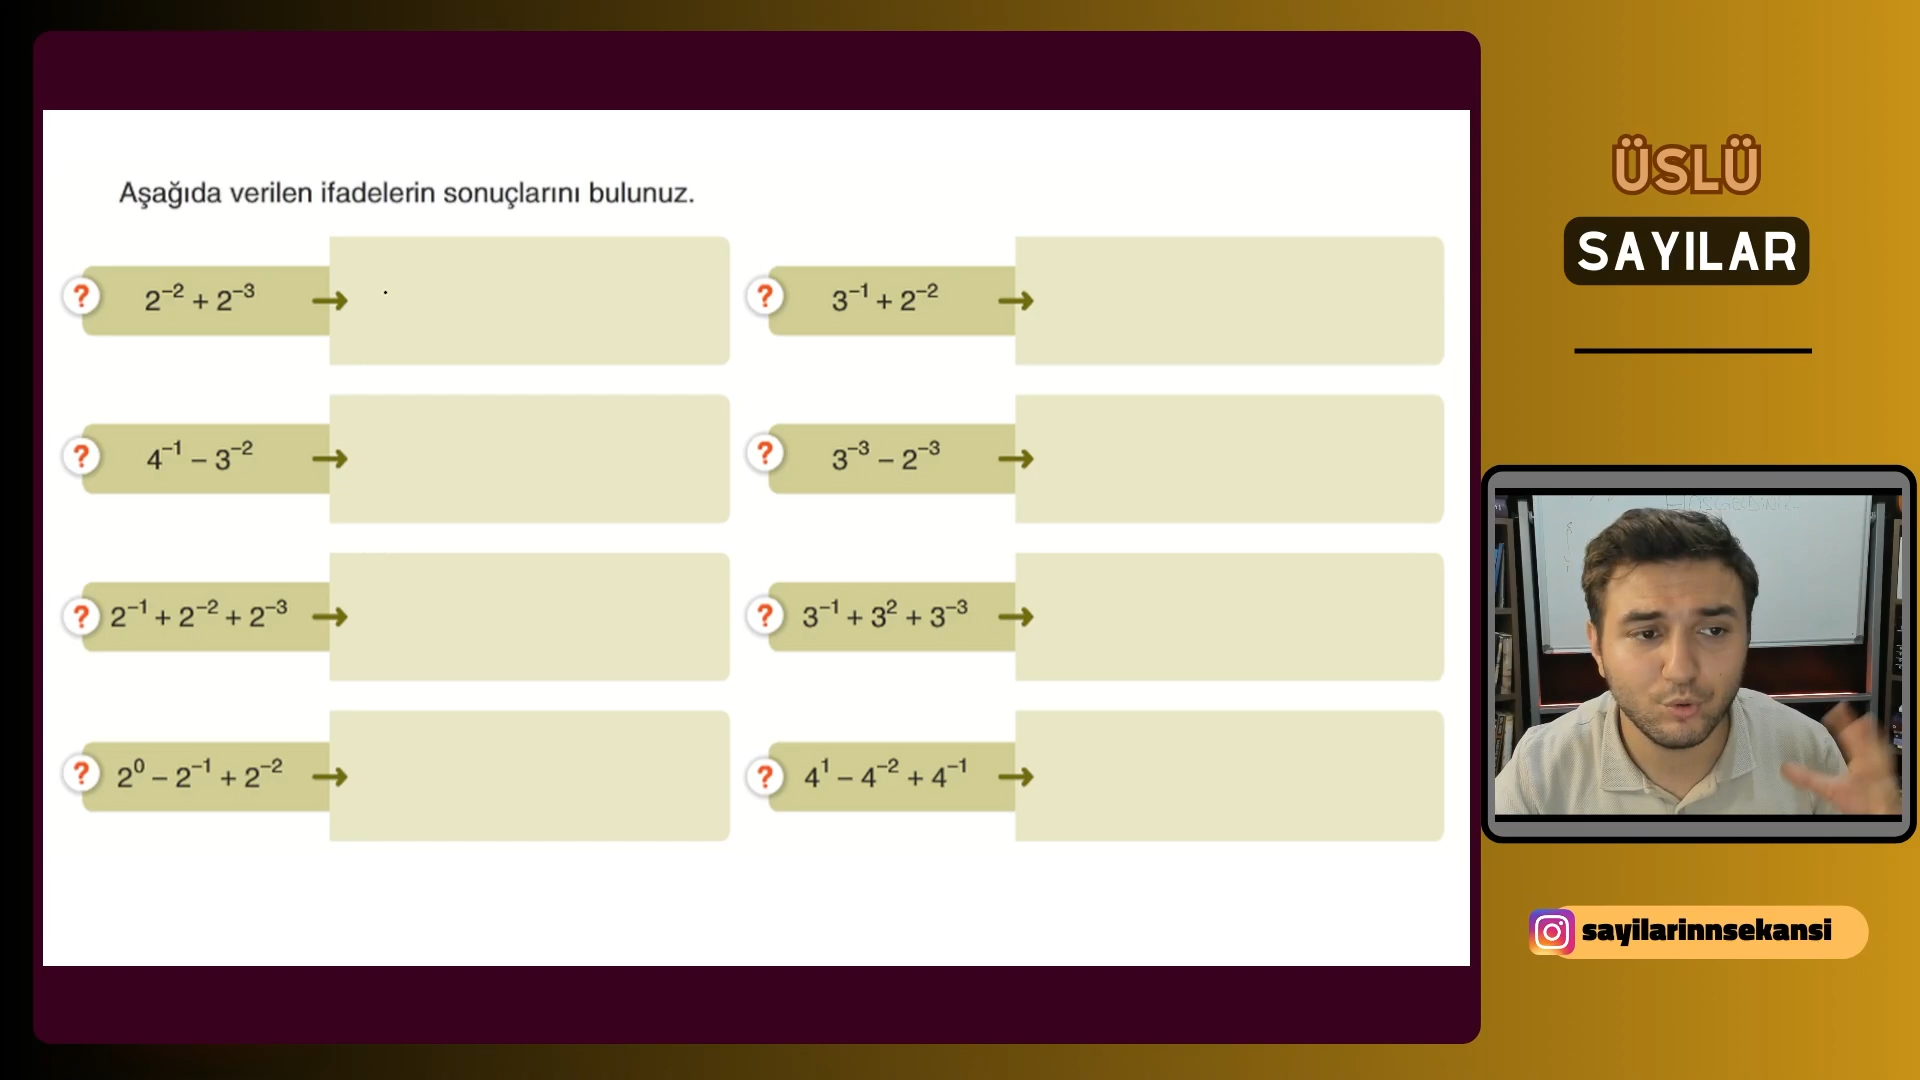 Aşağıda verilen ifadelerin sonuçlarını bulunuz.
? 2⁻² + 2⁻³ →
? 3⁻¹ + 2⁻² →
? 4⁻¹ – 3⁻² →
? 3⁻³ – 2⁻³ →
? 2⁻¹ + 2⁻² + 2⁻³ →
? 3⁻¹ + 3² + 3⁻³ →
? 2⁰ – 2⁻¹ + 2⁻² →
? 4¹ – 4⁻² + 4⁻¹ →
ÜSLÜ
SAYILAR
sayilarinnsekansi